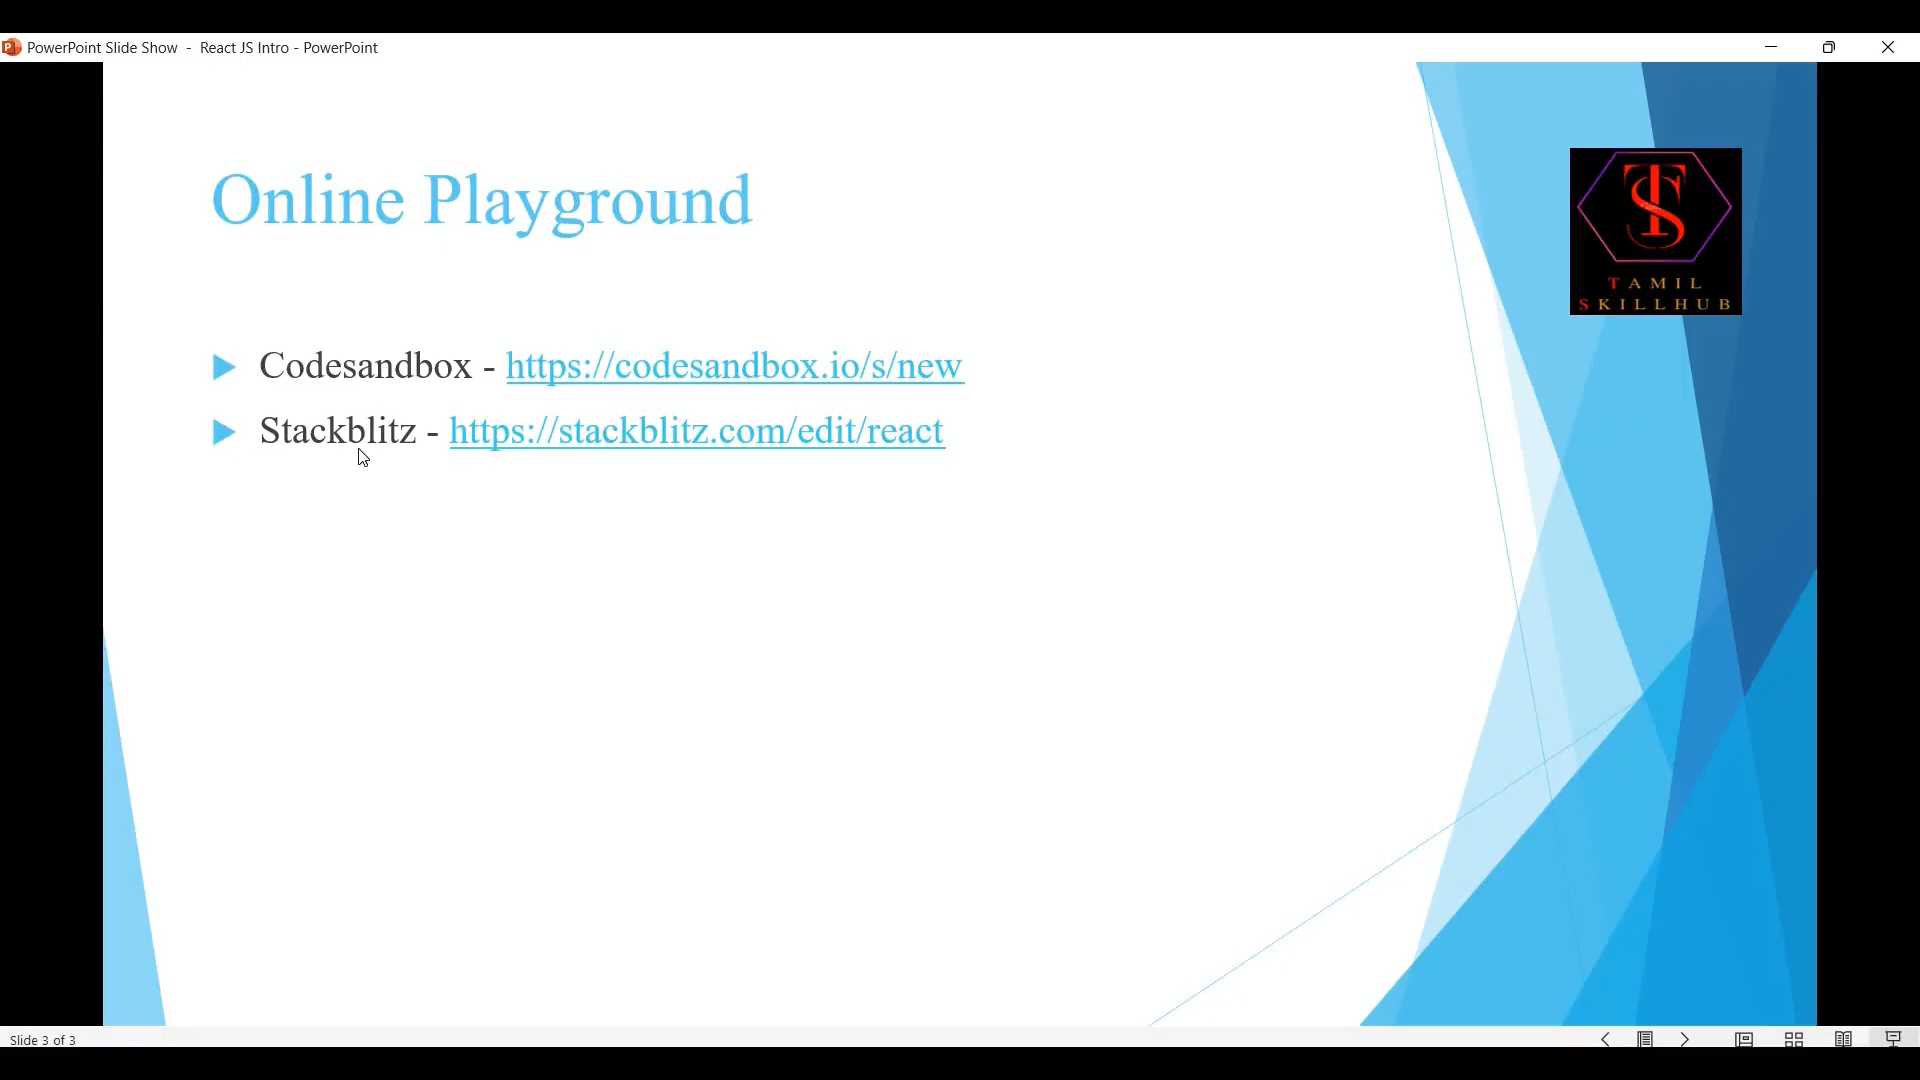 PowerPoint Slide Show - React JS Intro - PowerPoint
Online Playground
TS
TAMIL
SKILLHUB
Codesandbox - https://codesandbox.io/s/new
Stackblitz - https://stackblitz.com/edit/react
Slide 3 of 3